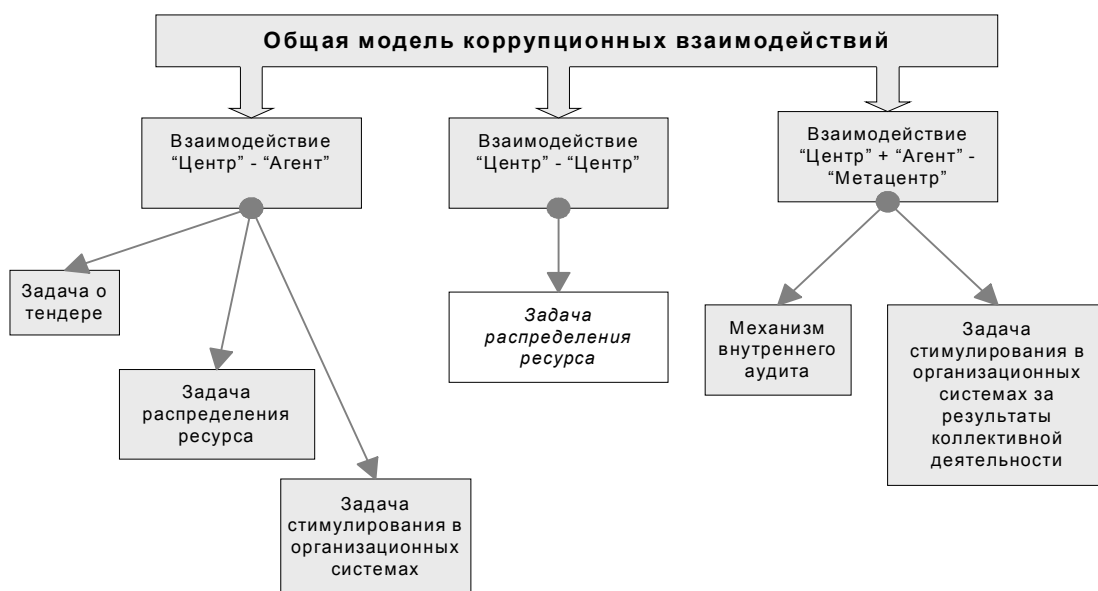 Общая модель коррупционных взаимодействий
Взаимодействие
“Центр” - “Агент”
Взаимодействие
“Центр” - “Центр”
Взаимодействие
“Центр” + “Агент” -
“Метацентр”
Задача о
тендере
Задача
распределения
ресурса
Задача
стимулирования в
организационных
системах
Задача
распределения
ресурса
Механизм
внутреннего
аудита
Задача
стимулирования в
организационных
системах за
результаты
коллективной
деятельности